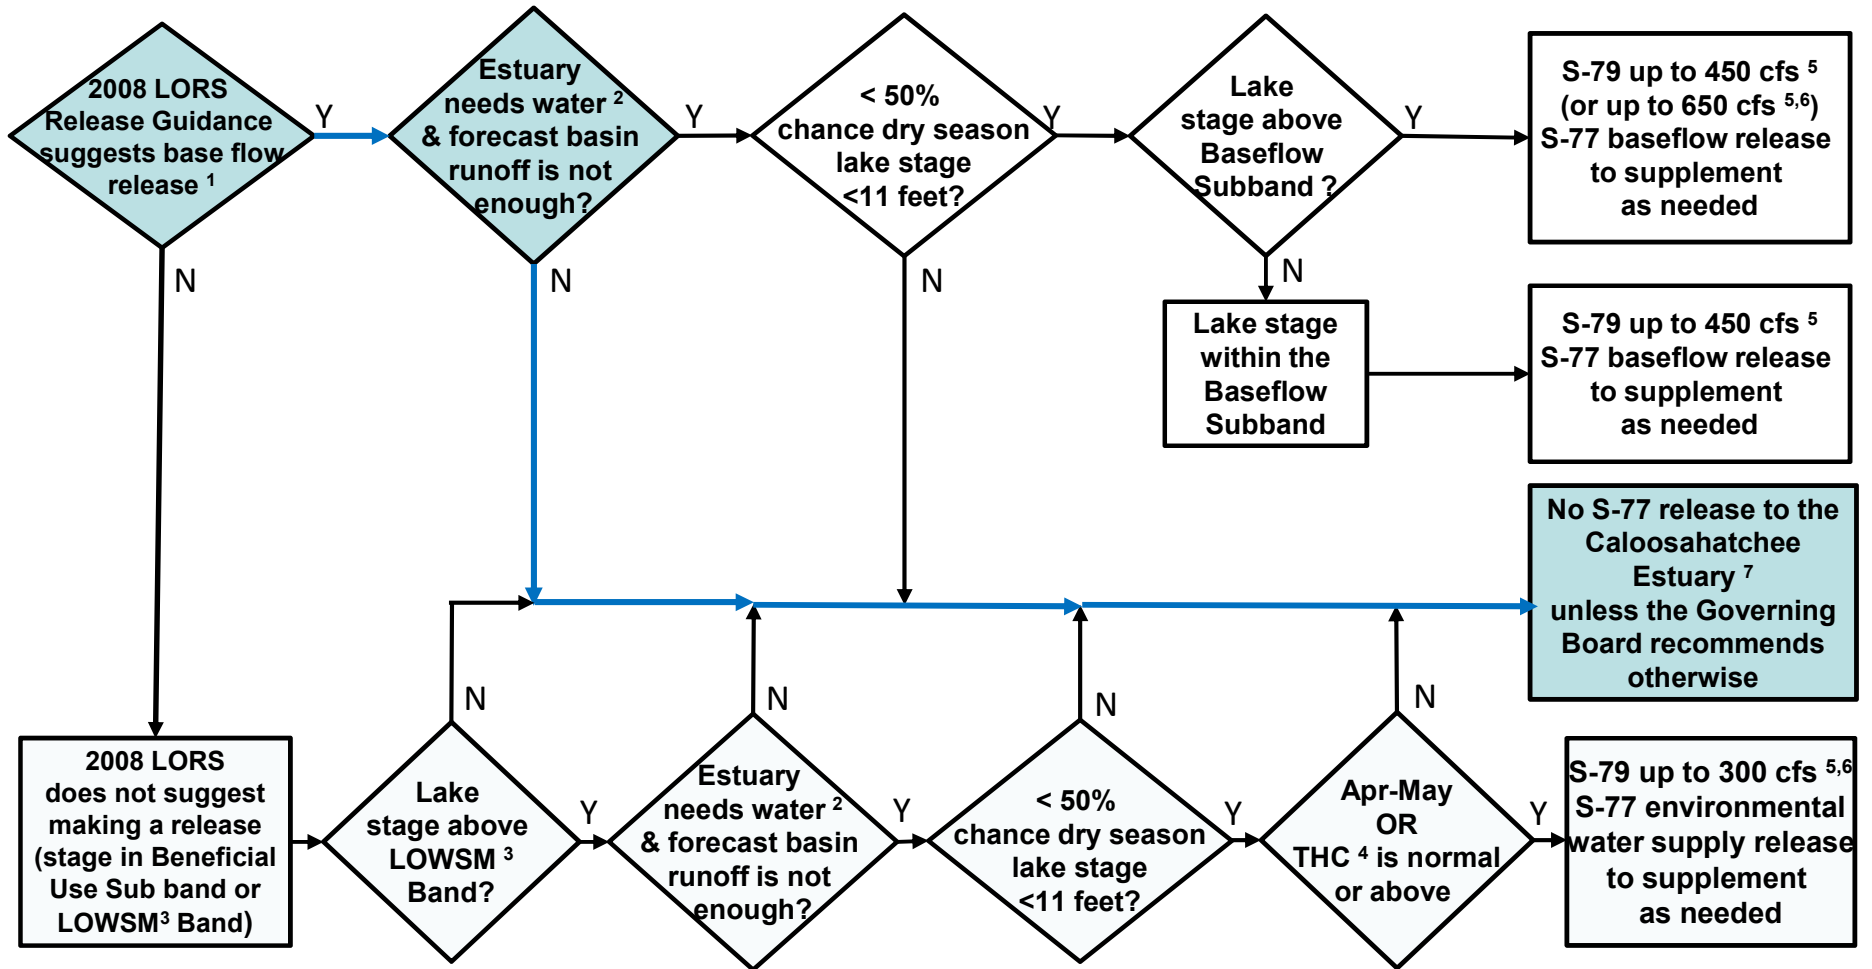 2008 LORS
Release Guidance
suggests base flow
release 1
Y
N
Estuary
needs water 2
& forecast basin
runoff is not
enough?
Y
N
< 50%
chance dry season
lake stage
<11 feet?
Y
N
Lake
stage above
Baseflow
Subband ?
Y
N
S-79 up to 450 cfs 5
(or up to 650 cfs 5,6)
S-77 baseflow release
to supplement
as needed
Lake stage
within the
Baseflow
Subband
S-79 up to 450 cfs 5
S-77 baseflow release
to supplement
as needed
No S-77 release to the
Caloosahatchee
Estuary 7
unless the Governing
Board recommends
otherwise
2008 LORS
does not suggest
making a release
(stage in Beneficial
Use Sub band or
LOWSM3 Band)
N
Lake
stage above
LOWSM 3
Band?
Y
N
Estuary
needs water 2
& forecast basin
runoff is not
enough?
Y
N
< 50%
chance dry season
lake stage
<11 feet?
Y
N
Apr-May
OR
THC 4 is normal
or above
Y
S-79 up to 300 cfs 5,6
S-77 environmental
water supply release
to supplement
as needed